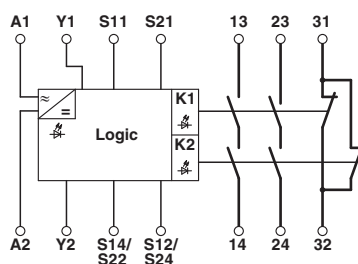 A1 Y1 S11 S21 13 23 31
≈
=
K1
Logic
K2
A2 Y2 S14/ S12/ 14 24 32
S22 S24